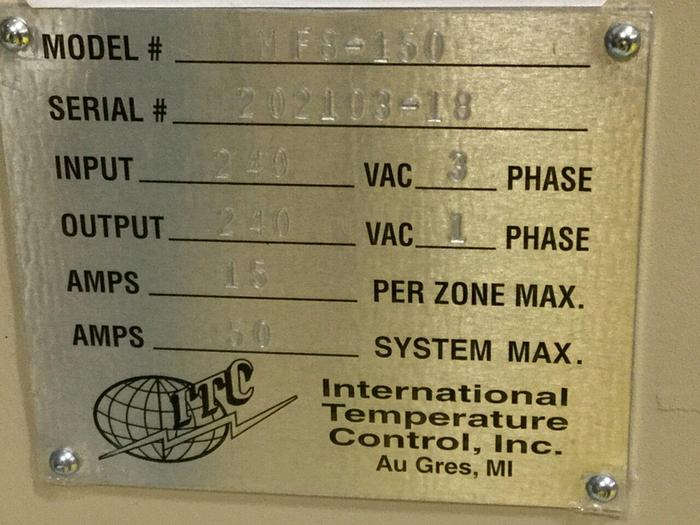 MODEL # MFS-150
SERIAL # 202103-18
INPUT 240 VAC 3 PHASE
OUTPUT 240 VAC 1 PHASE
AMPS 15 PER ZONE MAX.
AMPS 50 SYSTEM MAX.
ITC
International
Temperature
Control, Inc.
Au Gres, MI